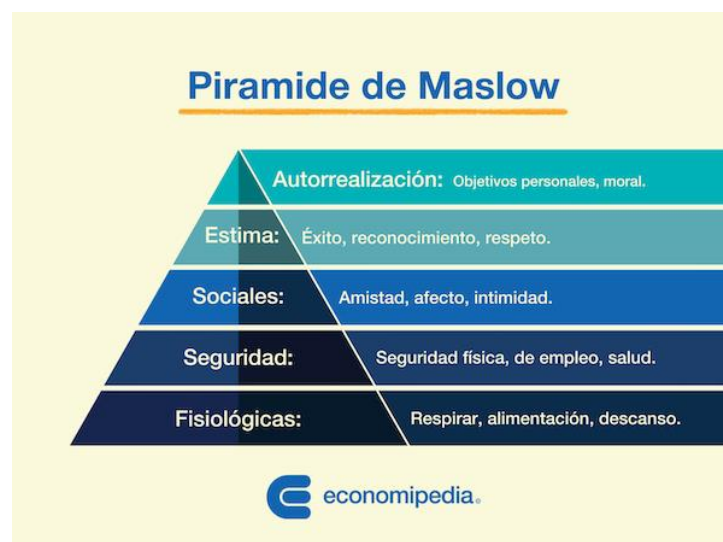 Piramide de Maslow
Autorrealización: Objetivos personales, moral.
Estima: Éxito, reconocimiento, respeto.
Sociales: Amistad, afecto, intimidad.
Seguridad: Seguridad física, de empleo, salud.
Fisiológicas: Respirar, alimentación, descanso.
economipedia